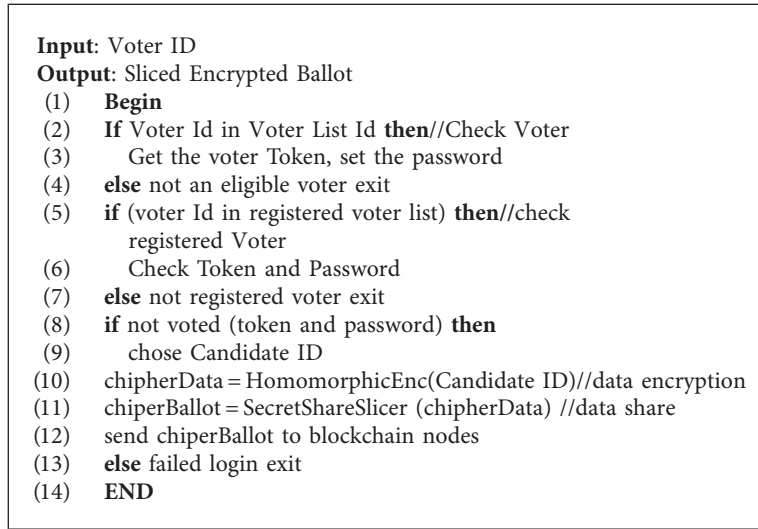 Input: Voter ID
Output: Sliced Encrypted Ballot
(1) Begin
(2) If Voter Id in Voter List Id then//Check Voter
(3) Get the voter Token, set the password
(4) else not an eligible voter exit
(5) if (voter Id in registered voter list) then//check
registered Voter
(6) Check Token and Password
(7) else not registered voter exit
(8) if not voted (token and password) then
(9) chose Candidate ID
(10) chipherData = HomomorphicEnc(Candidate ID)//data encryption
(11) chiperBallot = SecretShareSlicer (chipherData) //data share
(12) send chiperBallot to blockchain nodes
(13) else failed login exit
(14) END